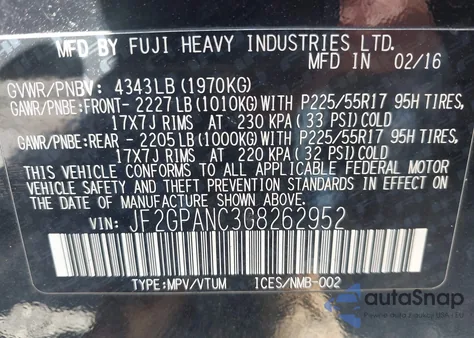 MFD BY FUJI HEAVY INDUSTRIES LTD.
MFD IN 02/16
GVWR/PNBV: 4343LB (1970KG)
GAWR/PNBE:FRONT- 2227LB (1010KG)WITH P225/55R17 95H TIRES,
17X7J RIMS AT 230 KPA (33 PSI)COLD
GAWR/PNBE:REAR - 2205LB (1000KG)WITH P225/55R17 95H TIRES,
17X7J RIMS AT 220 KPA (32 PSI)COLD
THIS VEHICLE CONFORMS TO ALL APPLICABLE FEDERAL MOTOR
VEHICLE SAFETY AND THEFT PREVENTION STANDARDS IN EFFECT
ON THE DATE OF MANUFACTURE SHOWN ABOVE.
VIN: JF2GPANC3G8262952
TYPE:MPV/VTUM ICES/NMB-002
autoSnap